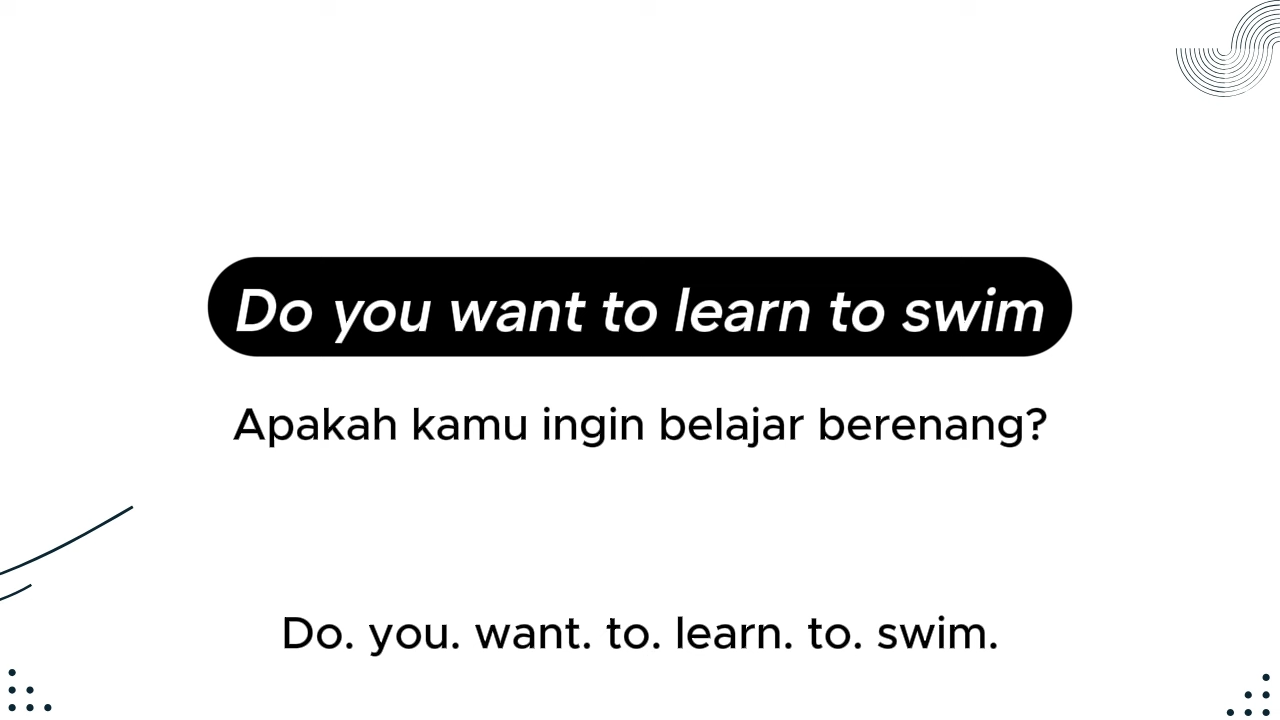 Do you want to learn to swim
Apakah kamu ingin belajar berenang?
Do. you. want. to. learn. to. swim.